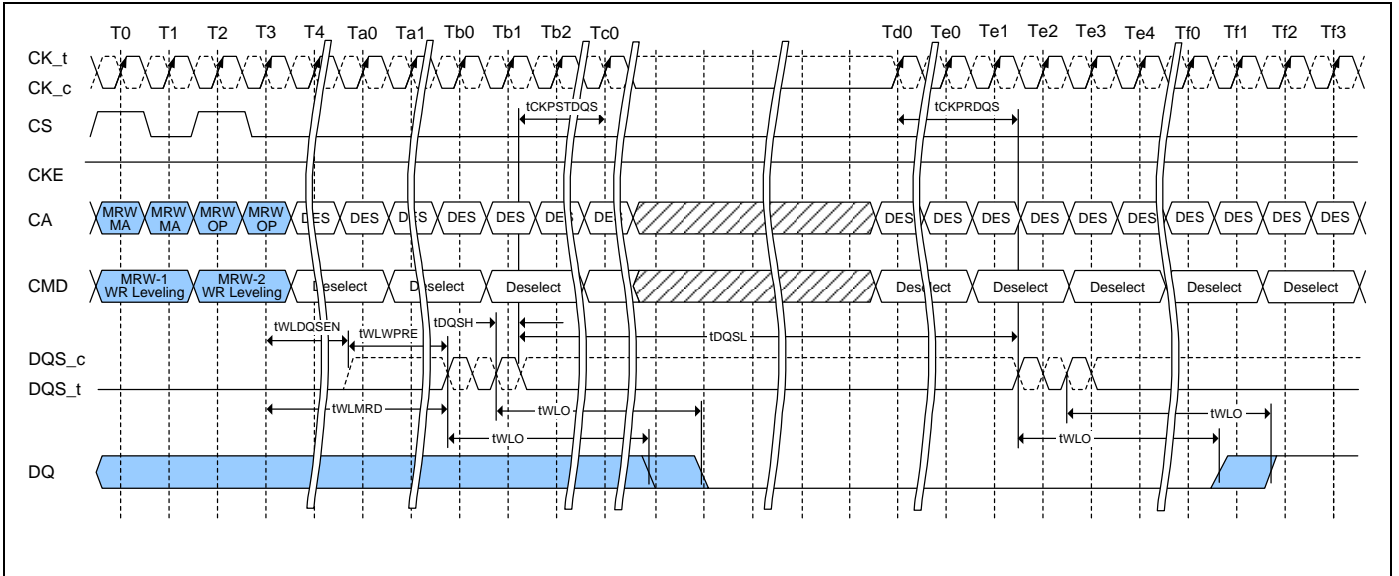 T0 T1 T2 T3 T4 Ta0 Ta1 Tb0 Tb1 Tb2 Tc0 Td0 Te0 Te1 Te2 Te3 Te4 Tf0 Tf1 Tf2 Tf3
CK_t
CK_c
tCKPSTDQS tCKPRDQS
CS
CKE
CA
MRW MA
MRW MA
MRW OP
MRW OP
DES DES DES DES DES DES DES DES DES DES DES DES DES DES DES DES DES
CMD
MRW-1
WR Leveling
MRW-2
WR Leveling
Deselect Deselect Deselect Deselect Deselect Deselect Deselect Deselect
tWLDQSEN tWLWPRE tDQSH tDQSL
DQS_c
DQS_t
tWLMRD tWLO tWLO
tWLO tWLO
DQ